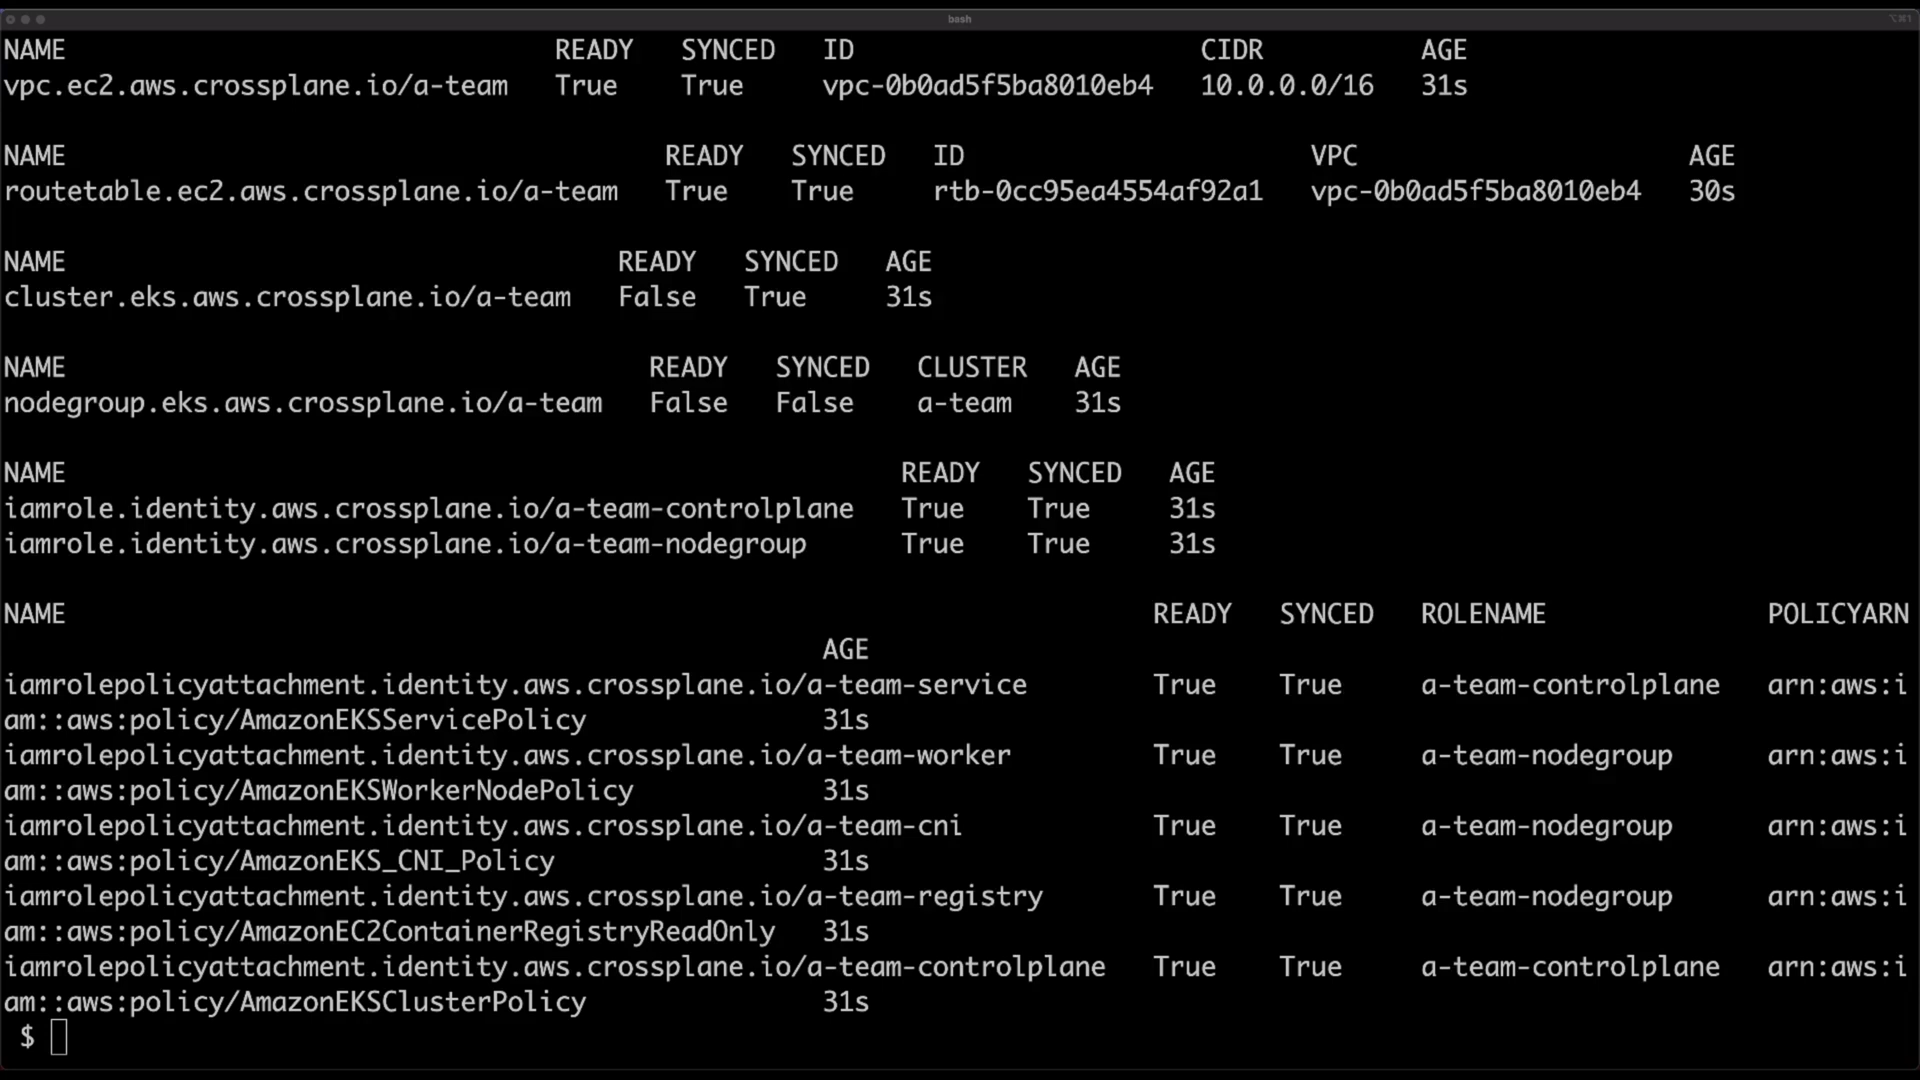 bash
⌥⌘1
NAME READY SYNCED ID CIDR AGE
vpc.ec2.aws.crossplane.io/a-team True True vpc-0b0ad5f5ba8010eb4 10.0.0.0/16 31s
NAME READY SYNCED ID VPC AGE
routetable.ec2.aws.crossplane.io/a-team True True rtb-0cc95ea4554af92a1 vpc-0b0ad5f5ba8010eb4 30s
NAME READY SYNCED AGE
cluster.eks.aws.crossplane.io/a-team False True 31s
NAME READY SYNCED CLUSTER AGE
nodegroup.eks.aws.crossplane.io/a-team False False a-team 31s
NAME READY SYNCED AGE
iamrole.identity.aws.crossplane.io/a-team-controlplane True True 31s
iamrole.identity.aws.crossplane.io/a-team-nodegroup True True 31s
NAME READY SYNCED ROLENAME POLICYARN
AGE
iamrolepolicyattachment.identity.aws.crossplane.io/a-team-service True True a-team-controlplane arn:aws:i
am::aws:policy/AmazonEKSServicePolicy 31s
iamrolepolicyattachment.identity.aws.crossplane.io/a-team-worker True True a-team-nodegroup arn:aws:i
am::aws:policy/AmazonEKSWorkerNodePolicy 31s
iamrolepolicyattachment.identity.aws.crossplane.io/a-team-cni True True a-team-nodegroup arn:aws:i
am::aws:policy/AmazonEKS_CNI_Policy 31s
iamrolepolicyattachment.identity.aws.crossplane.io/a-team-registry True True a-team-nodegroup arn:aws:i
am::aws:policy/AmazonEC2ContainerRegistryReadOnly 31s
iamrolepolicyattachment.identity.aws.crossplane.io/a-team-controlplane True True a-team-controlplane arn:aws:i
am::aws:policy/AmazonEKSClusterPolicy 31s
$